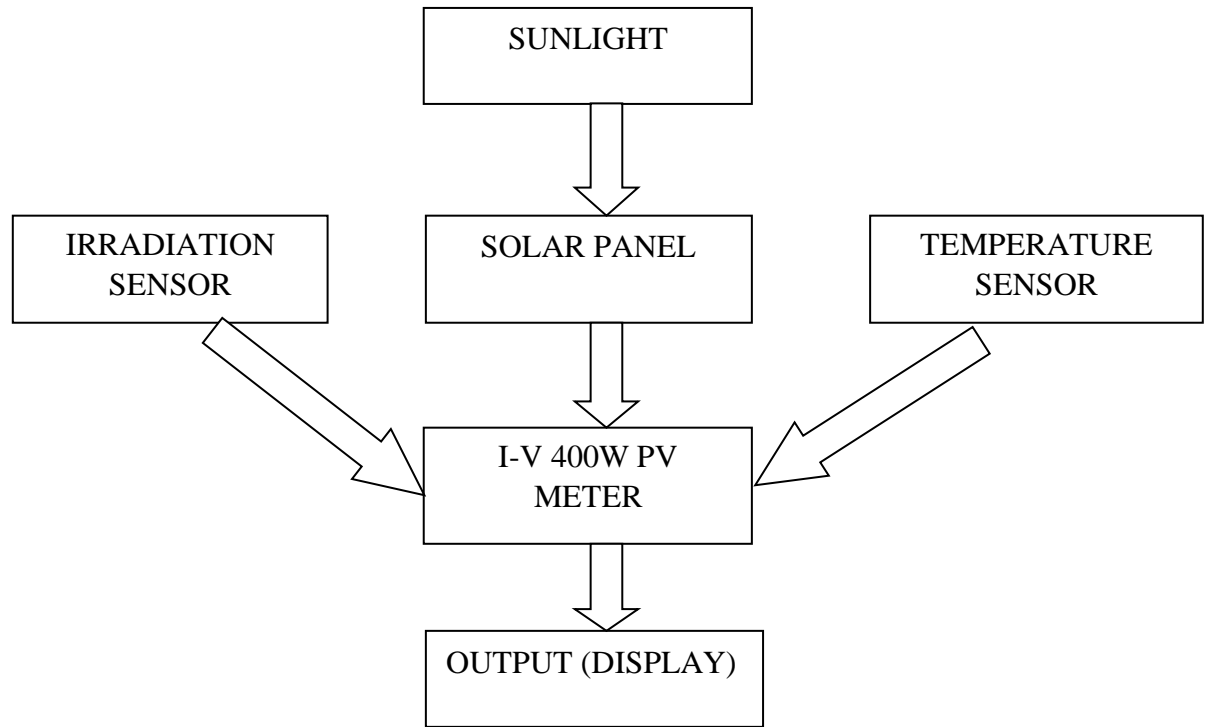 SUNLIGHT
IRRADIATION
SENSOR
SOLAR PANEL
TEMPERATURE
SENSOR
I-V 400W PV
METER
OUTPUT (DISPLAY)